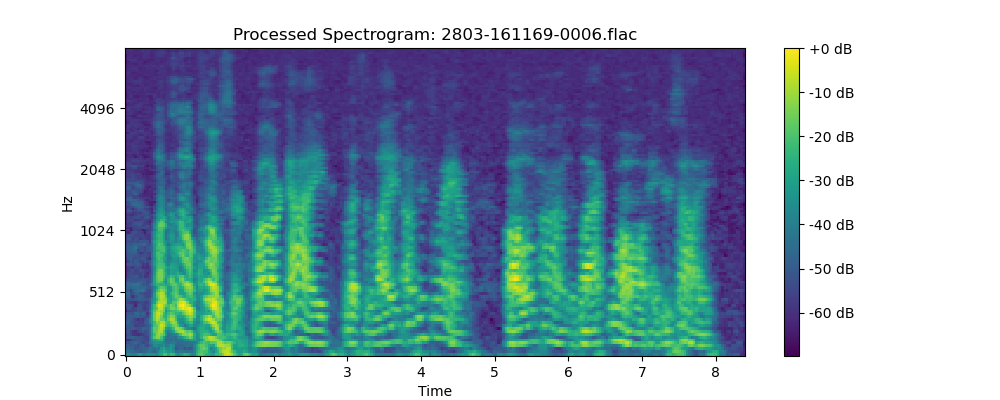 Processed Spectrogram: 2803-161169-0006.flac
Hz
4096
2048
1024
512
0
0 1 2 3 4 5 6 7 8
Time
+0 dB
-10 dB
-20 dB
-30 dB
-40 dB
-50 dB
-60 dB